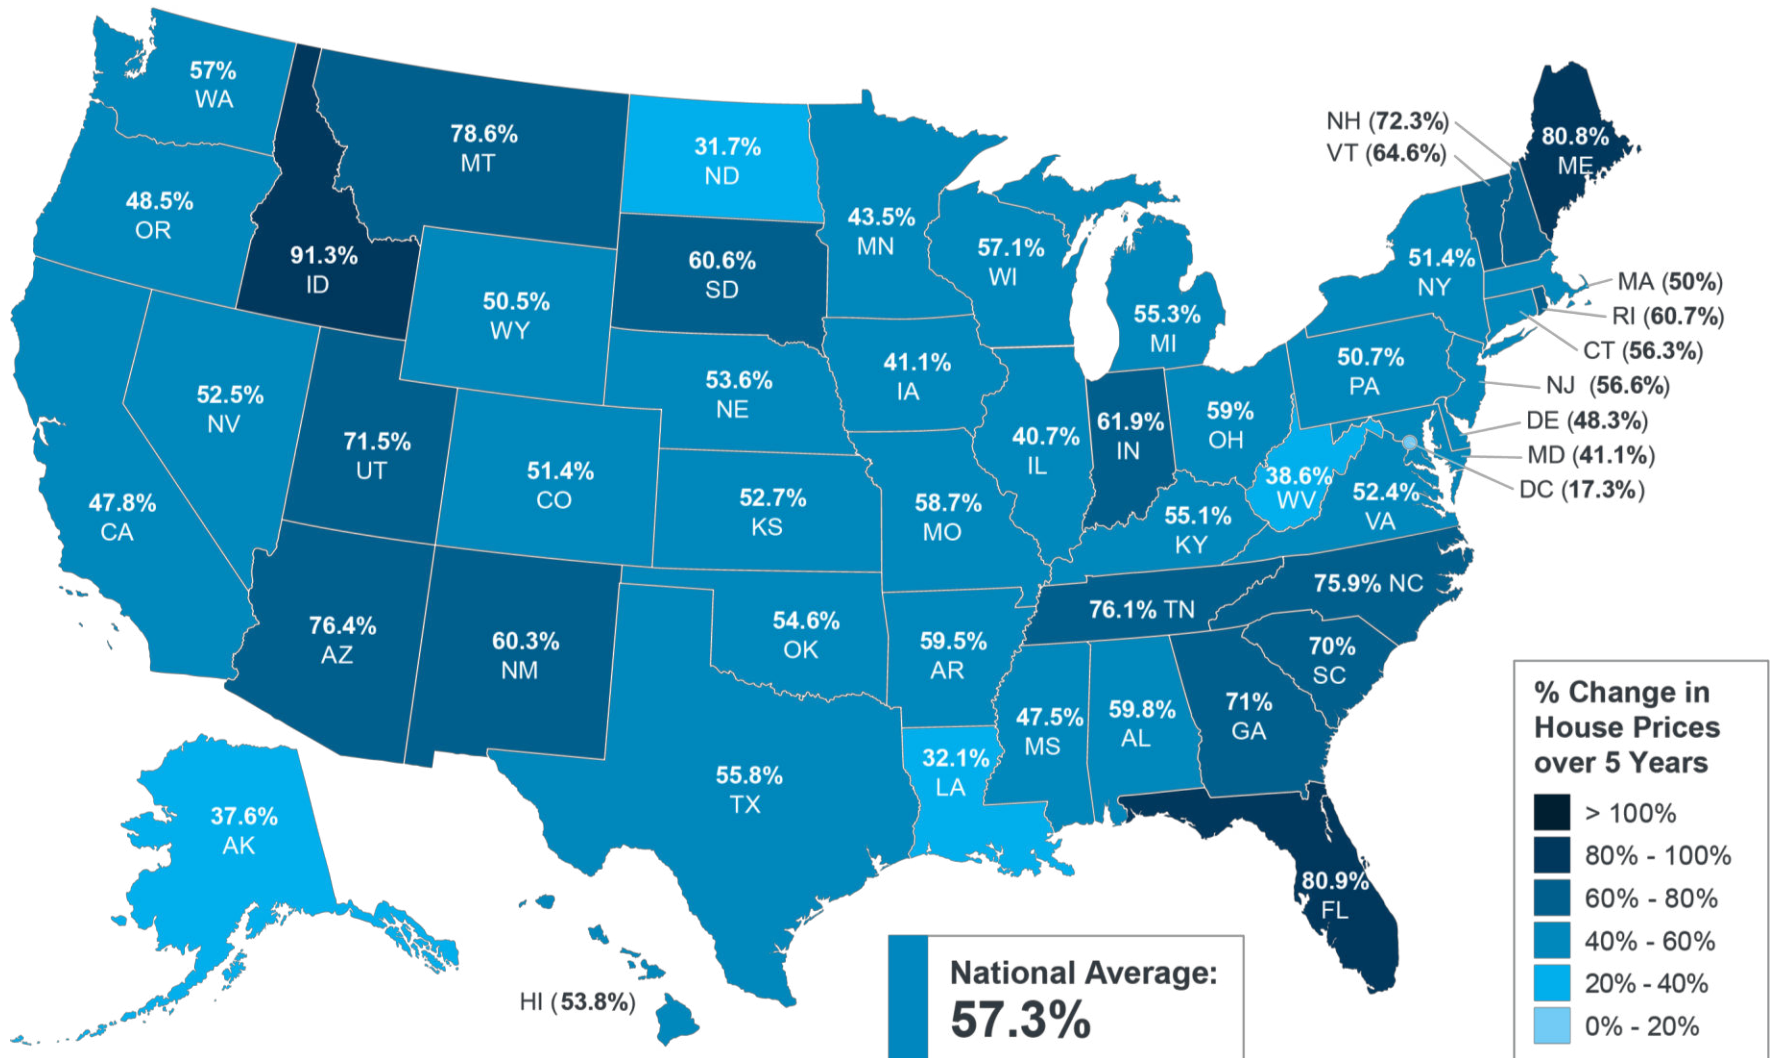 57%
WA
78.6%
MT
31.7%
ND
NH (72.3%)
VT (64.6%)
80.8%
ME
48.5%
OR
91.3%
ID
43.5%
MN
57.1%
WI
51.4%
NY
60.6%
SD
50.5%
WY
55.3%
MI
MA (50%)
RI (60.7%)
CT (56.3%)
NJ (56.6%)
DE (48.3%)
MD (41.1%)
DC (17.3%)
50.7%
PA
41.1%
IA
53.6%
NE
52.5%
NV
71.5%
UT
51.4%
CO
59%
OH
61.9%
IN
40.7%
IL
38.6%
WV
52.4%
VA
47.8%
CA
52.7%
KS
58.7%
MO
55.1%
KY
75.9% NC
76.1% TN
76.4%
AZ
60.3%
NM
54.6%
OK
59.5%
AR
70%
SC
47.5%
MS
59.8%
AL
71%
GA
32.1%
LA
55.8%
TX
37.6%
AK
80.9%
FL
HI (53.8%)
National Average:
57.3%
% Change in
House Prices
over 5 Years
> 100%
80% - 100%
60% - 80%
40% - 60%
20% - 40%
0% - 20%